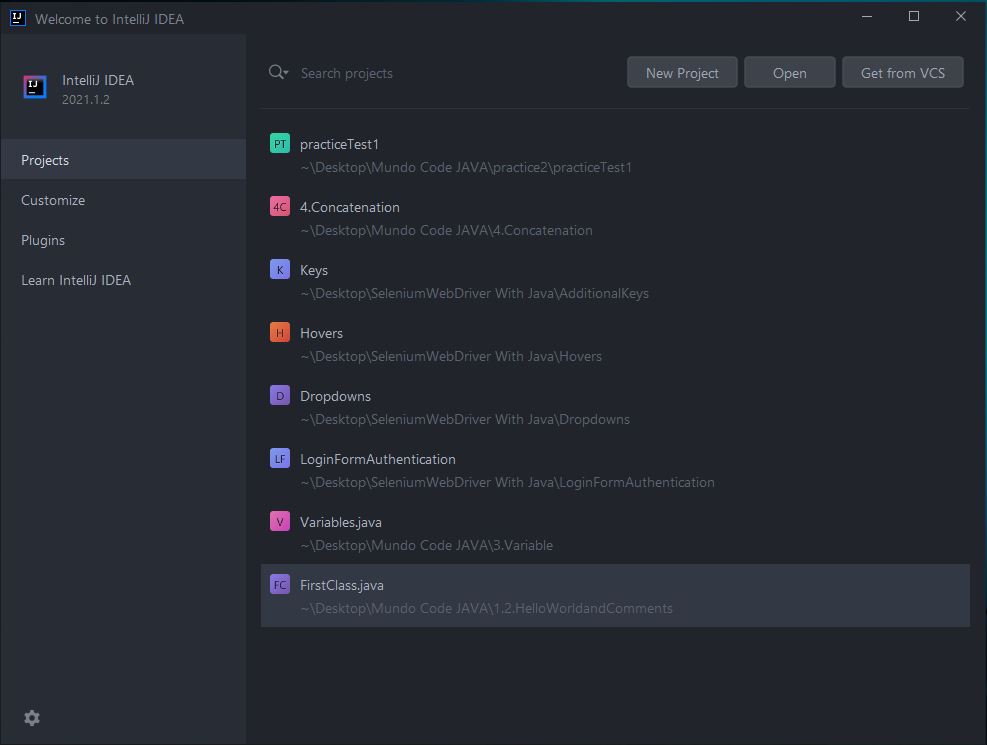 IJ Welcome to IntelliJ IDEA
IJ
IntelliJ IDEA
2021.1.2
Projects
Customize
Plugins
Learn IntelliJ IDEA
Search projects
New Project
Open
Get from VCS
PT practiceTest1
~\Desktop\Mundo Code JAVA\practice2\practiceTest1
4C 4.Concatenation
~\Desktop\Mundo Code JAVA\4.Concatenation
K Keys
~\Desktop\SeleniumWebDriver With Java\AdditionalKeys
H Hovers
~\Desktop\SeleniumWebDriver With Java\Hovers
D Dropdowns
~\Desktop\SeleniumWebDriver With Java\Dropdowns
LF LoginFormAuthentication
~\Desktop\SeleniumWebDriver With Java\LoginFormAuthentication
V Variables.java
~\Desktop\Mundo Code JAVA\3.Variable
FC FirstClass.java
~\Desktop\Mundo Code JAVA\1.2.HelloWorldandComments